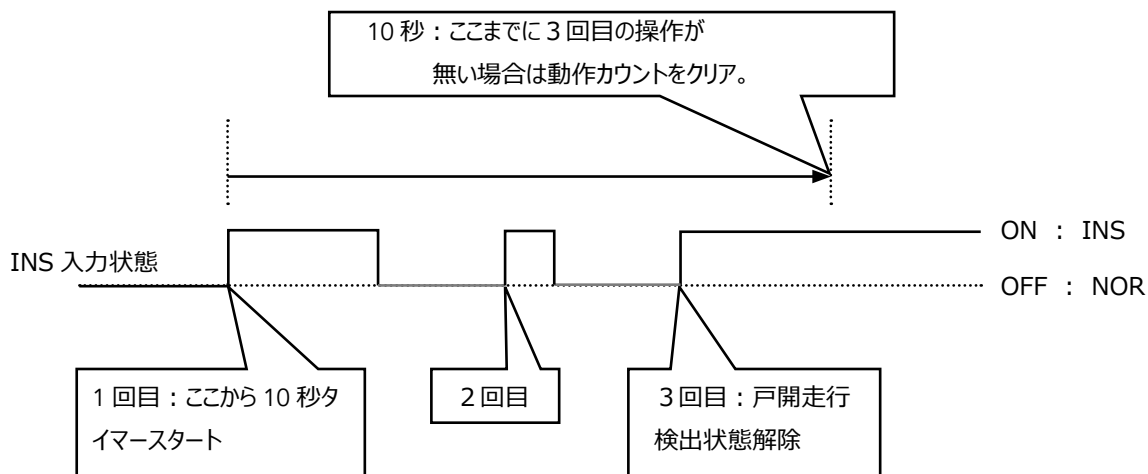 10 秒：ここまでに３回目の操作が
無い場合は動作カウントをクリア。
ON ： INS
INS 入力状態
OFF ： NOR
1 回目：ここから 10 秒タ
イマースタート
２回目
３回目：戸開走行
検出状態解除